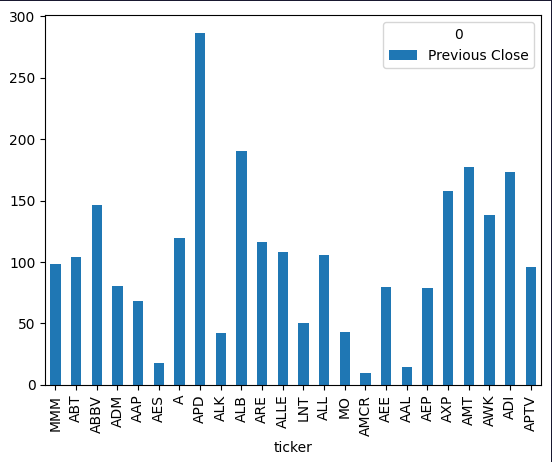 300
250
200
150
100
50
0
0
Previous Close
MMM
ABT
ABBV
ADM
AAP
AES
A
APD
ALK
ALB
ARE
ALLE
LNT
ALL
MO
AMCR
AEE
AAL
AEP
AXP
AMT
AWK
ADI
APTV
ticker